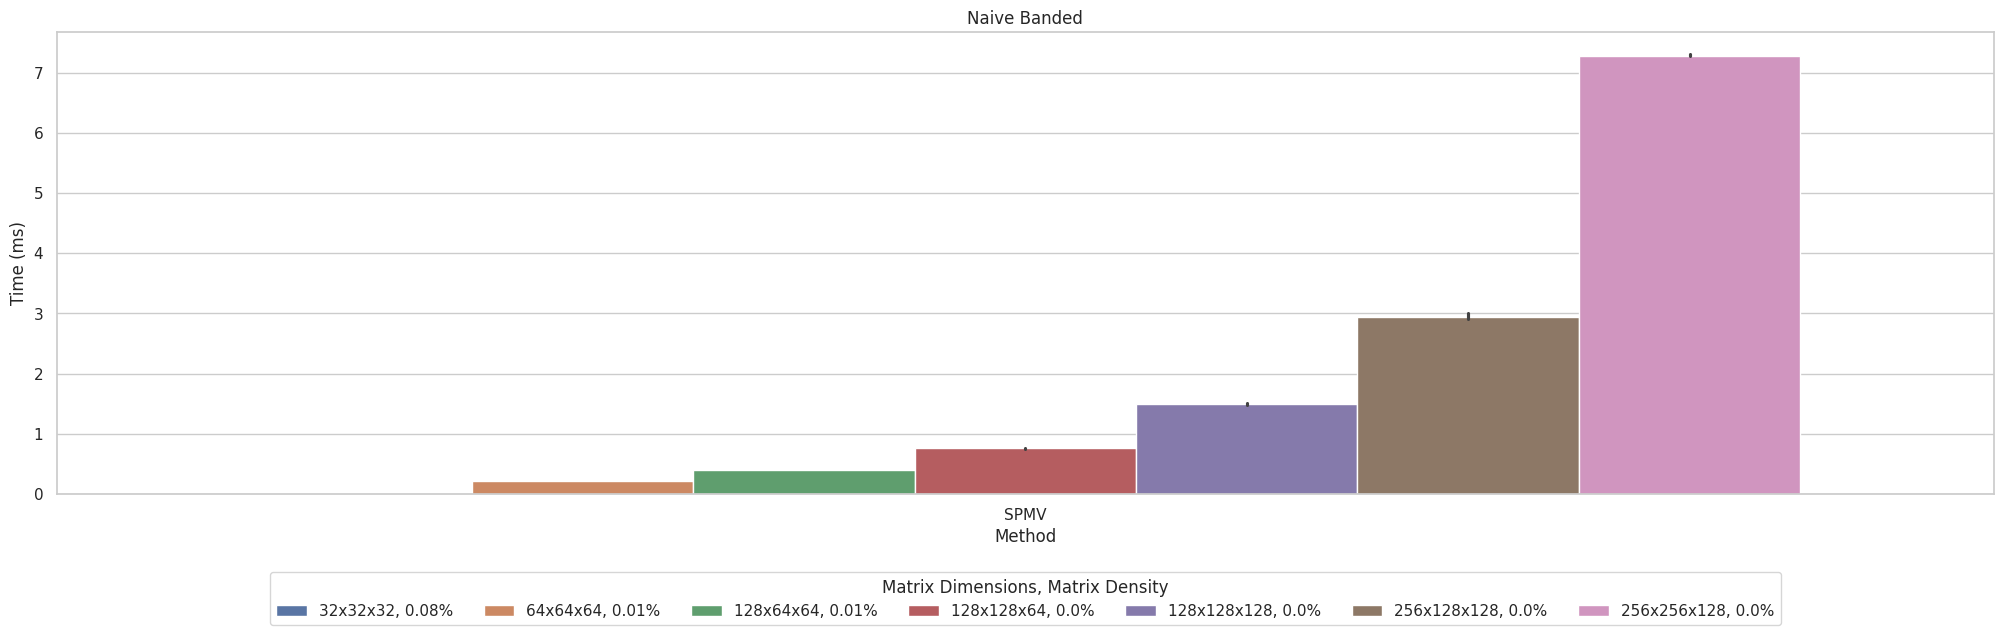 Naive Banded
Time (ms)
7
6
5
4
3
2
1
0
SPMV
Method
Matrix Dimensions, Matrix Density
32x32x32, 0.08% 64x64x64, 0.01% 128x64x64, 0.01% 128x128x64, 0.0% 128x128x128, 0.0% 256x128x128, 0.0% 256x256x128, 0.0%